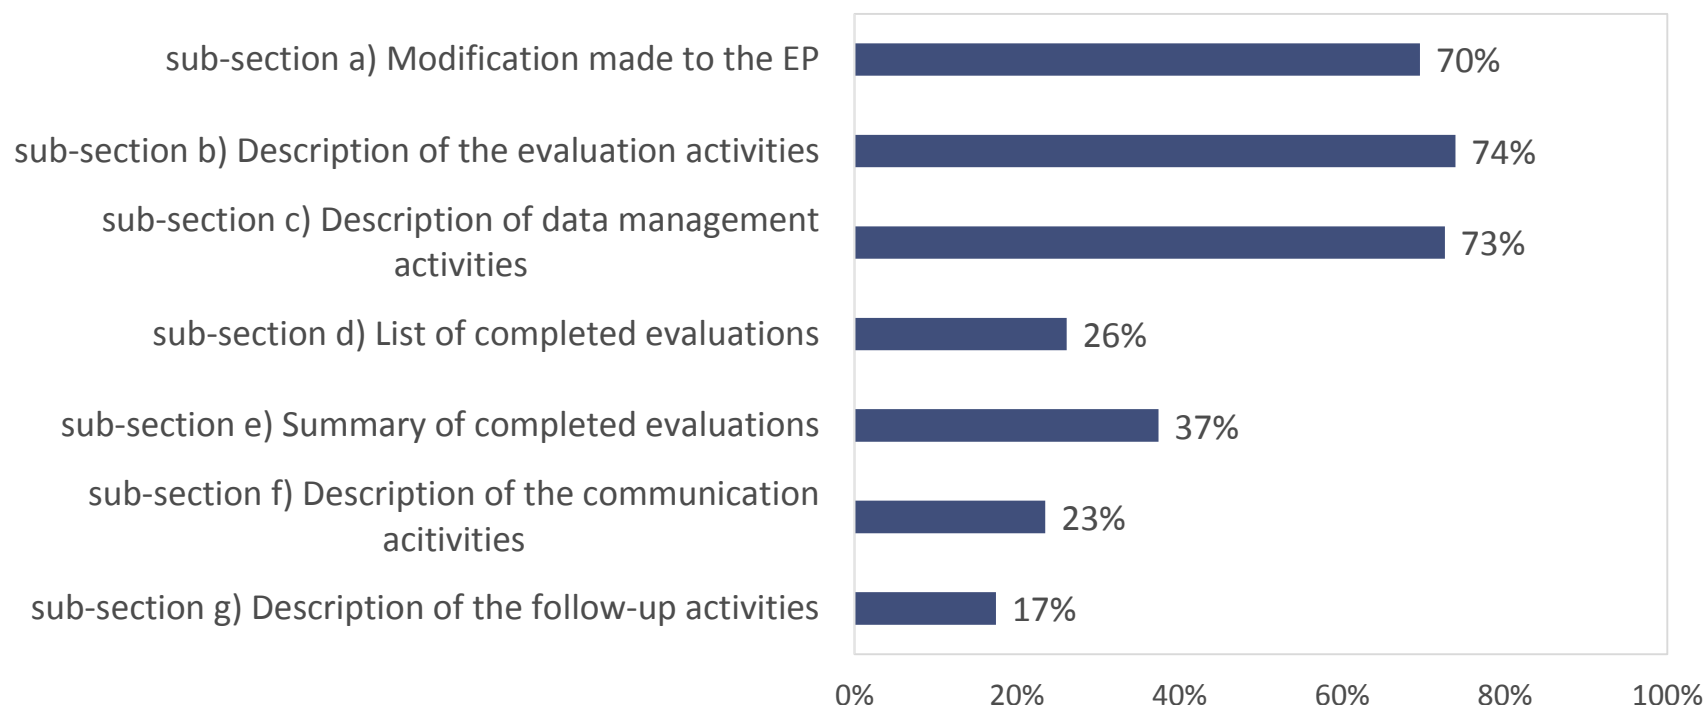 sub-section a) Modification made to the EP
70%
sub-section b) Description of the evaluation activities
74%
sub-section c) Description of data management
activities
73%
sub-section d) List of completed evaluations
26%
sub-section e) Summary of completed evaluations
37%
sub-section f) Description of the communication
acitivities
23%
sub-section g) Description of the follow-up activities
17%
0% 20% 40% 60% 80% 100%